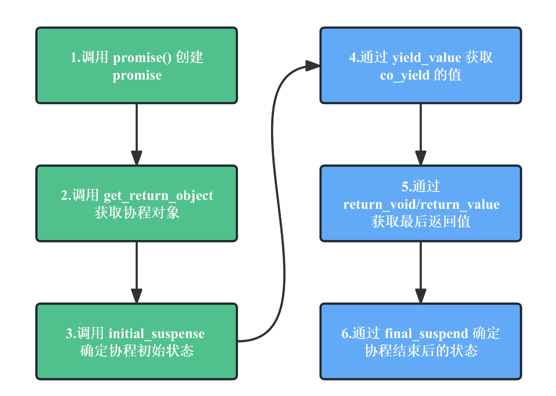 1.调用 promise() 创建
promise
2.调用 get_return_object
获取协程对象
3.调用 initial_suspense
确定协程初始状态
4.通过 yield_value 获取
co_yield 的值
5.通过
return_void/return_value
获取最后返回值
6.通过 final_suspend 确定
协程结束后的状态